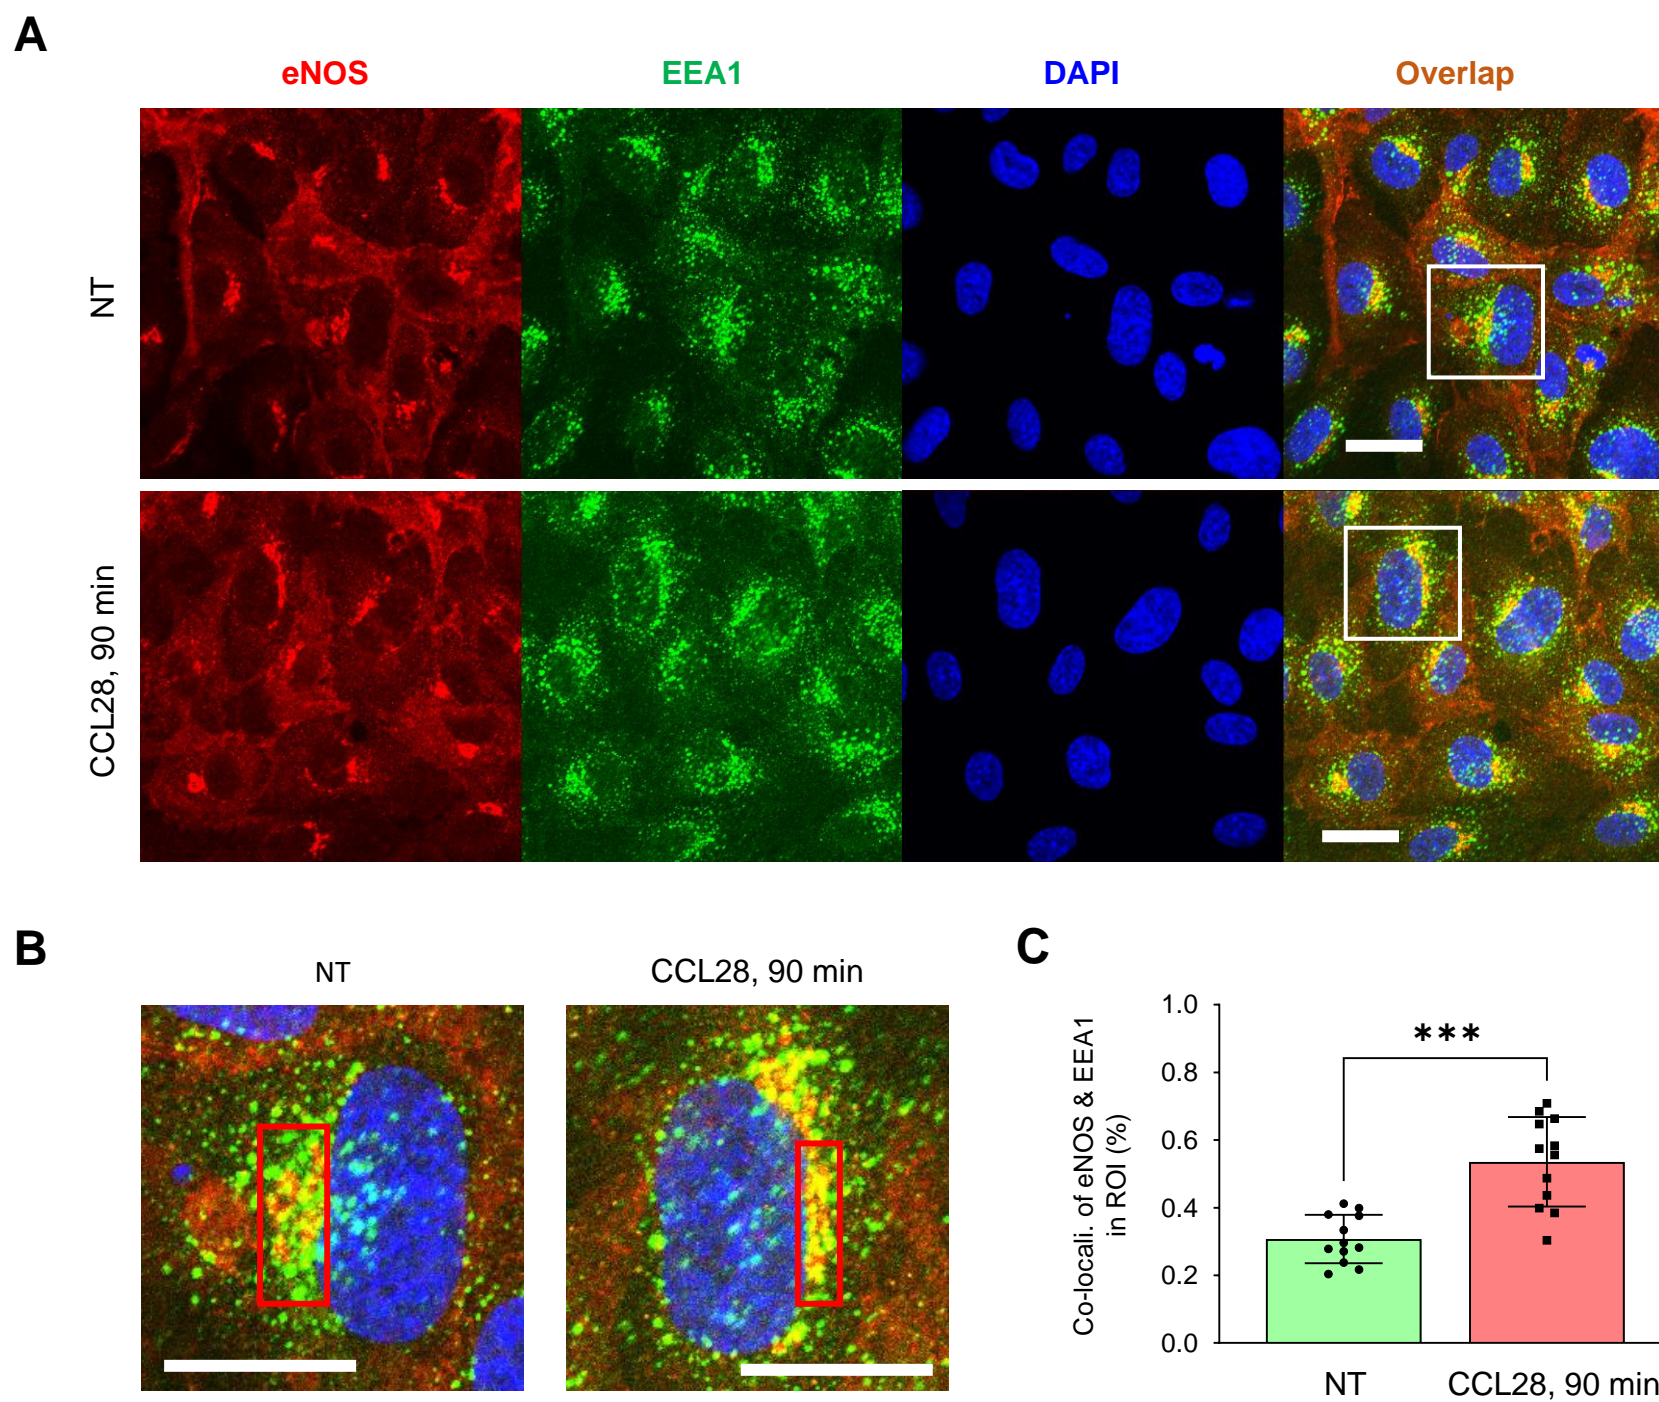 A
eNOS
EEA1
DAPI
Overlap
NT
CCL28, 90 min
B
NT
CCL28, 90 min
C
Co-locali. of eNOS & EEA1
in ROI (%)
1.0
0.8
0.6
0.4
0.2
0.0
***
NT
CCL28, 90 min